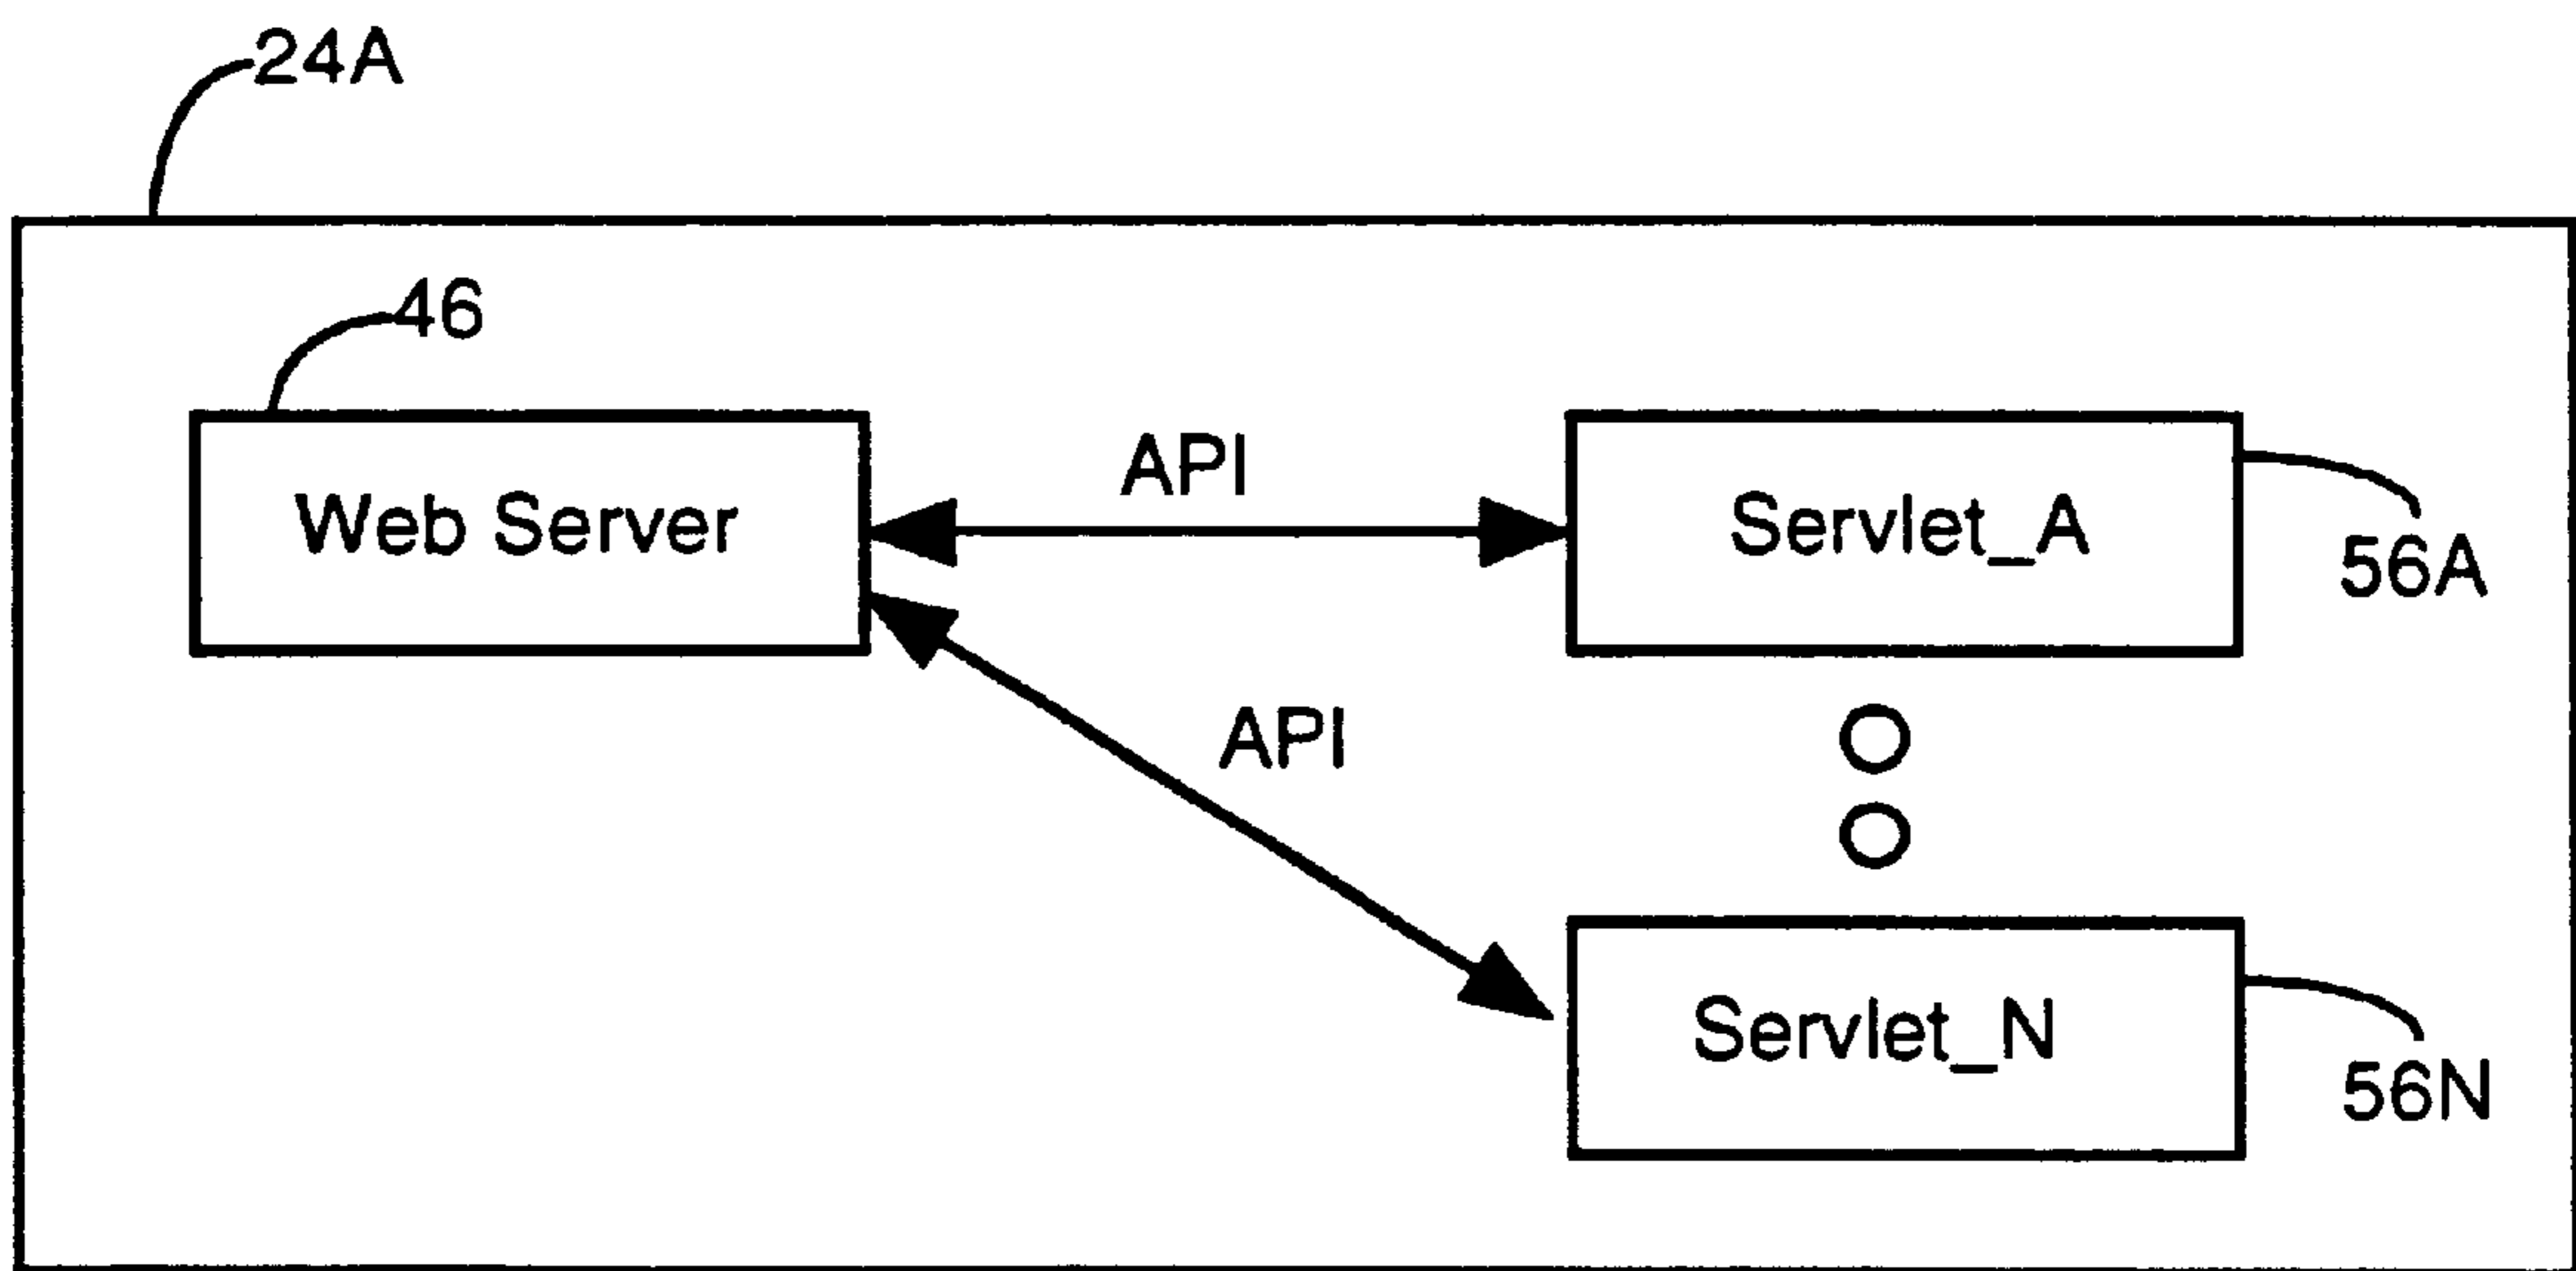 24A
46
API
Web Server
Servlet_A
56A
API
Servlet_N
56N